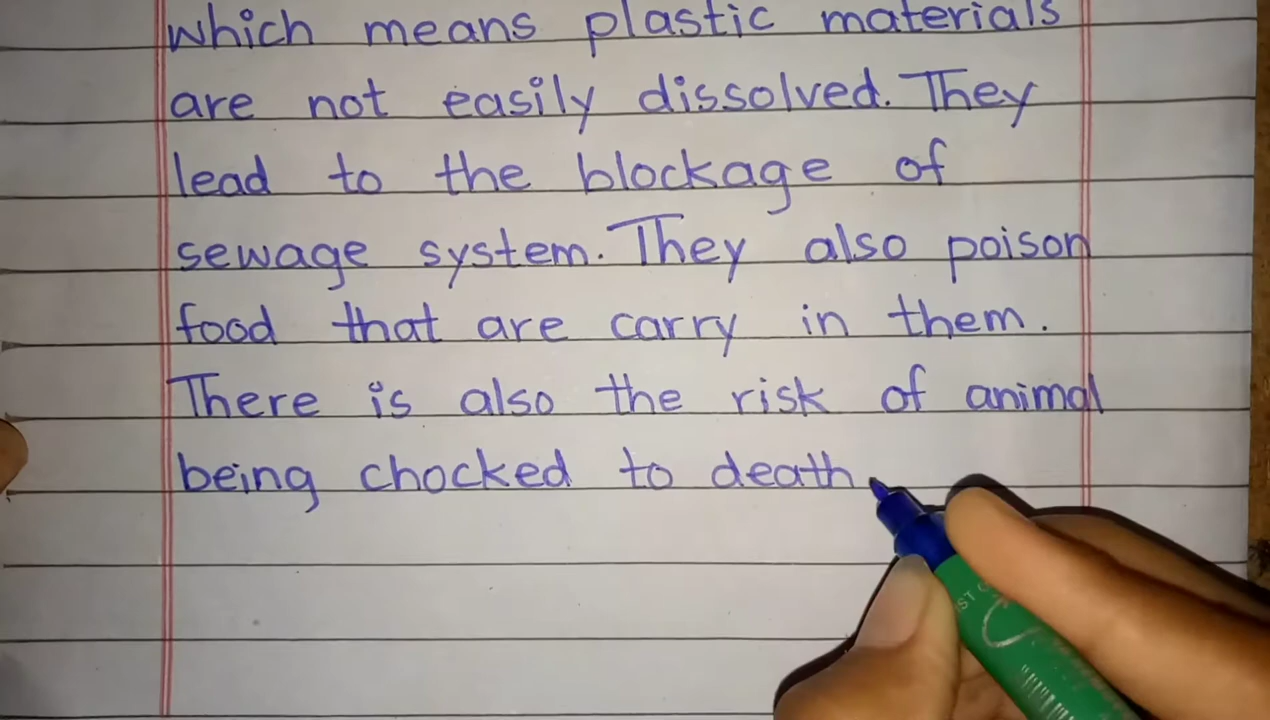 which means plastic materials
are not easily dissolved. They
lead to the blockage of
sewage system. They also poison
food that are carry in them.
There is also the risk of animal
being chocked to death